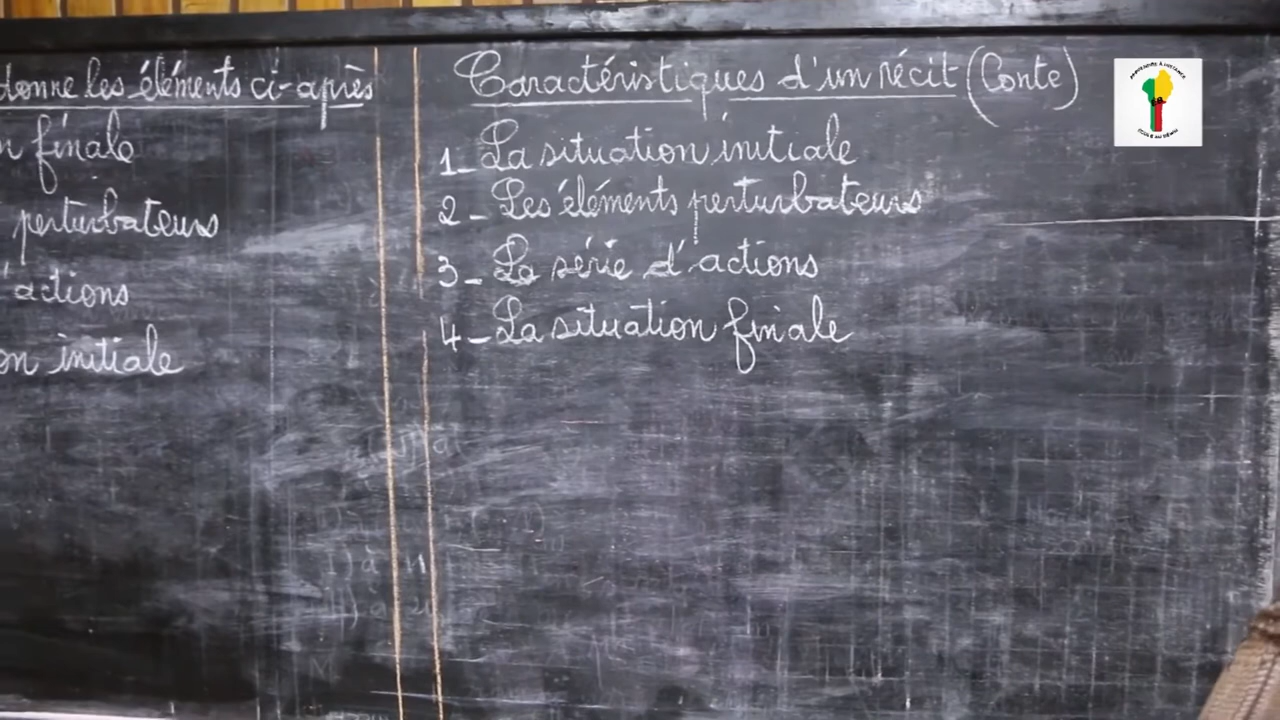 donne les éléments ci-après
finale
perturbateurs
d'actions
initiale
Caractéristiques d'un récit (Conte)
1_ La situation initiale
2_ Les éléments perturbateurs
3_ La série d'actions
4_ La situation finale